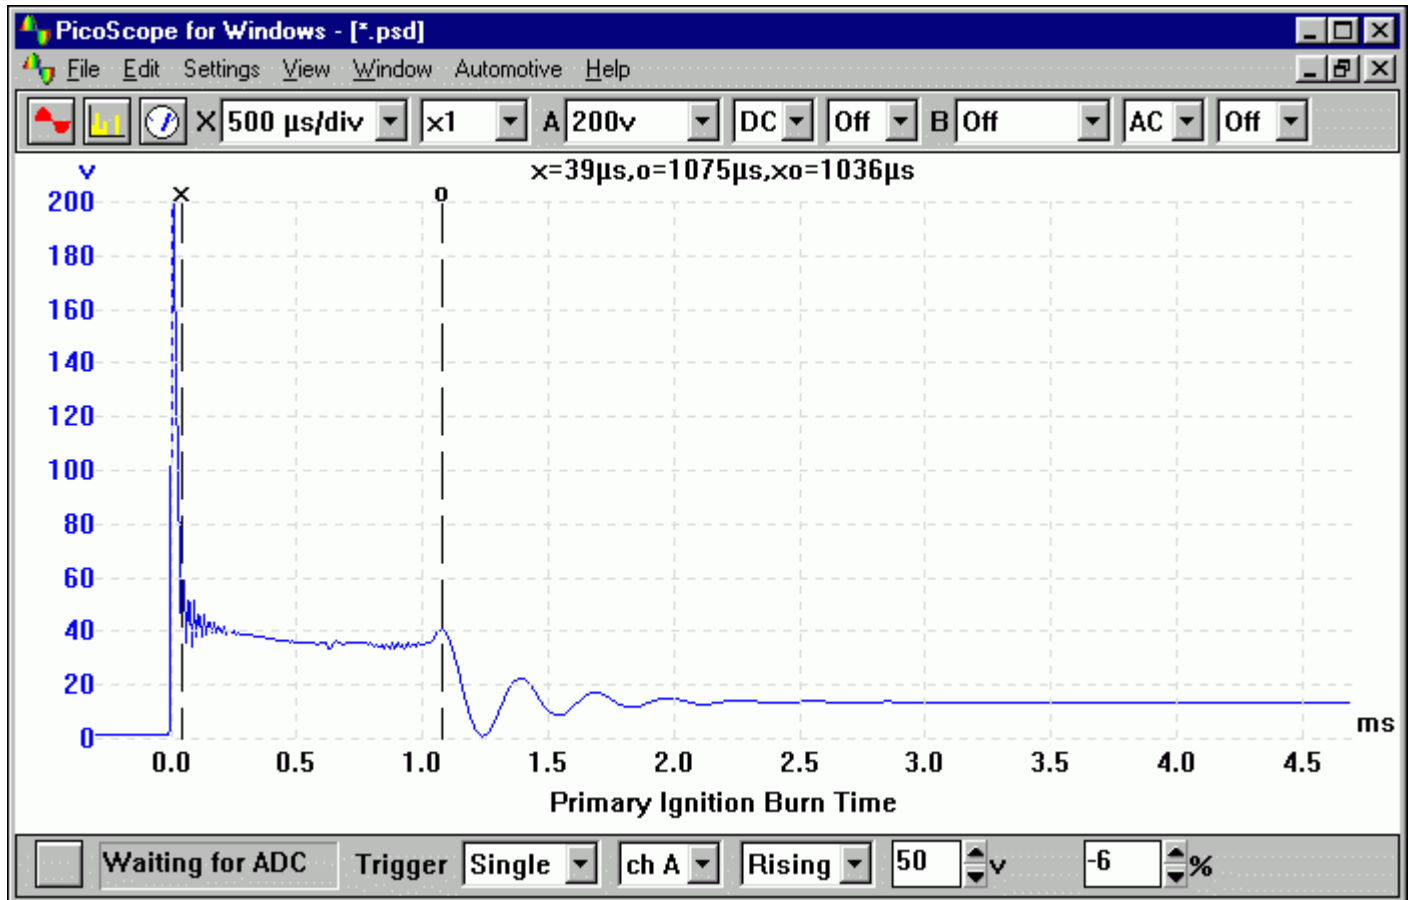 PicoScope for Windows - [*.psd]
File Edit Settings View Window Automotive Help
X 500 µs/div x1 A 200v DC Off B Off AC Off
x=39µs,o=1075µs,xo=1036µs
v
x o
200
180
160
140
120
100
80
60
40
20
0
ms
0.0 0.5 1.0 1.5 2.0 2.5 3.0 3.5 4.0 4.5
Primary Ignition Burn Time
Waiting for ADC Trigger Single ch A Rising 50 v -6 %